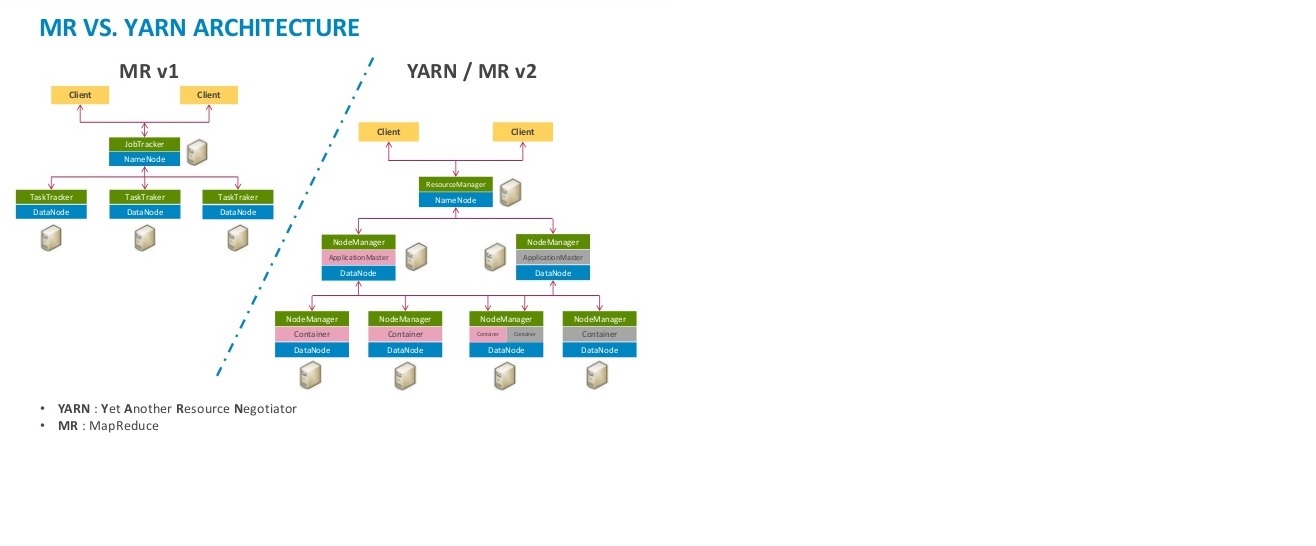 MR VS. YARN ARCHITECTURE
MR v1
Client
Client
JobTracker
NameNode
TaskTracker
DataNode
TaskTraker
DataNode
TaskTraker
DataNode
YARN / MR v2
Client
Client
ResourceManager
NameNode
NodeManager
ApplicationMaster
DataNode
NodeManager
ApplicationMaster
DataNode
NodeManager
Container
DataNode
NodeManager
Container
DataNode
NodeManager
Container Container
DataNode
NodeManager
Container
DataNode
• YARN : Yet Another Resource Negotiator
• MR : MapReduce